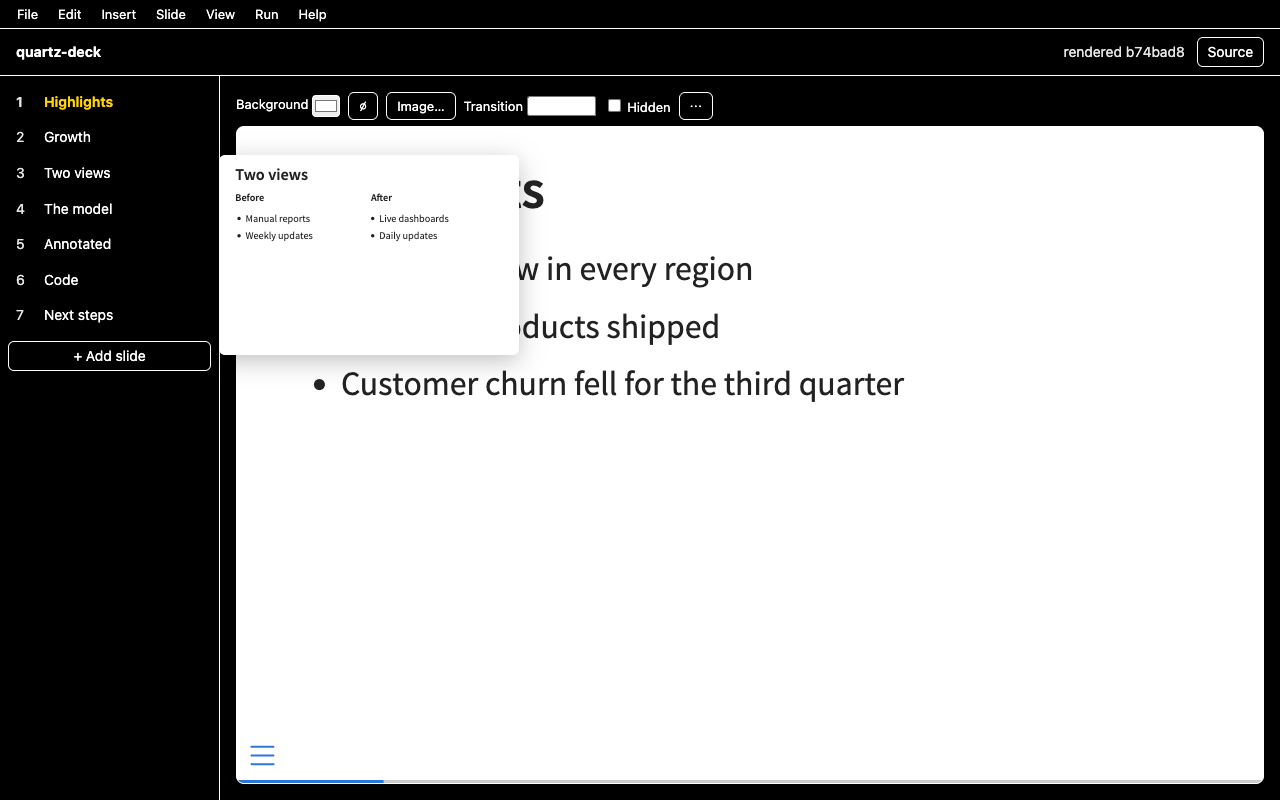 File Edit Insert Slide View Run Help
quartz-deck
rendered b74bad8 Source
1 Highlights
2 Growth
3 Two views
4 The model
5 Annotated
6 Code
7 Next steps
+ Add slide
Background ∅ Image... Transition Hidden ...
Two views
Before
• Manual reports
• Weekly updates
After
• Live dashboards
• Daily updates
in every region
shipped
• Customer churn fell for the third quarter